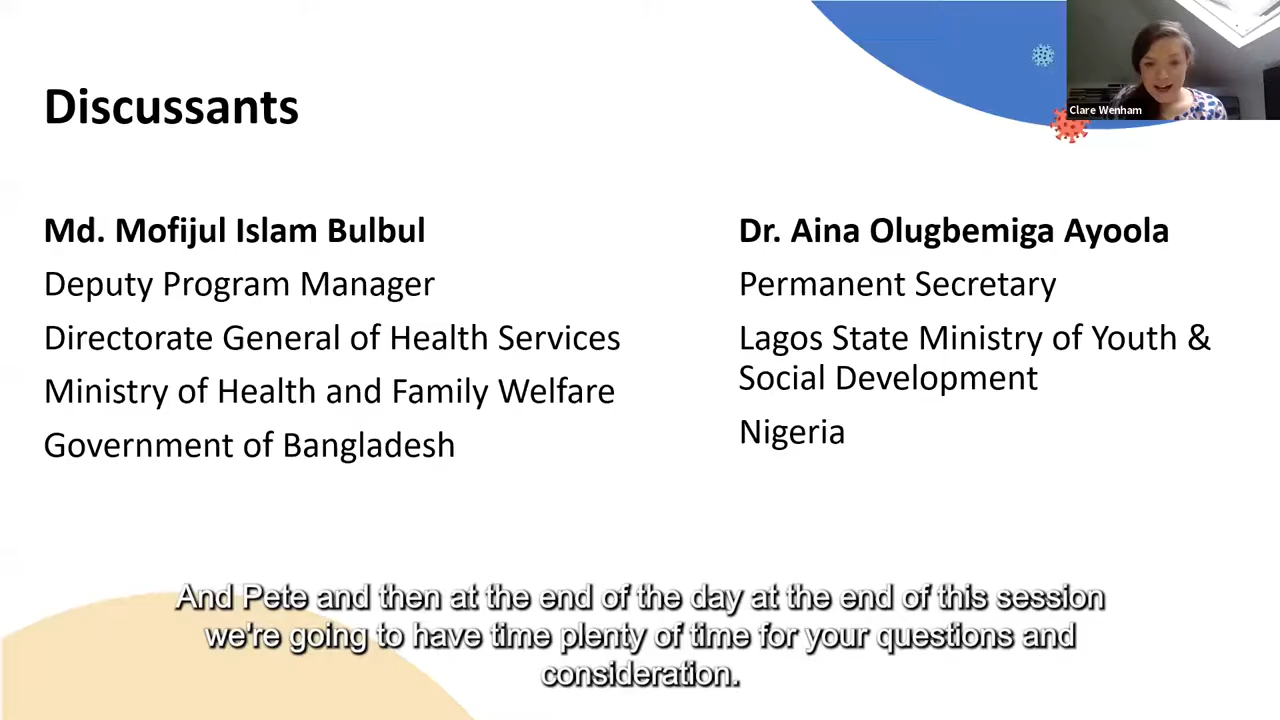 Clare Wenham
Discussants
Md. Mofijul Islam Bulbul
Deputy Program Manager
Directorate General of Health Services
Ministry of Health and Family Welfare
Government of Bangladesh
Dr. Aina Olugbemiga Ayoola
Permanent Secretary
Lagos State Ministry of Youth &
Social Development
Nigeria
And Pete and then at the end of the day at the end of this session
we're going to have time plenty of time for your questions and
consideration.